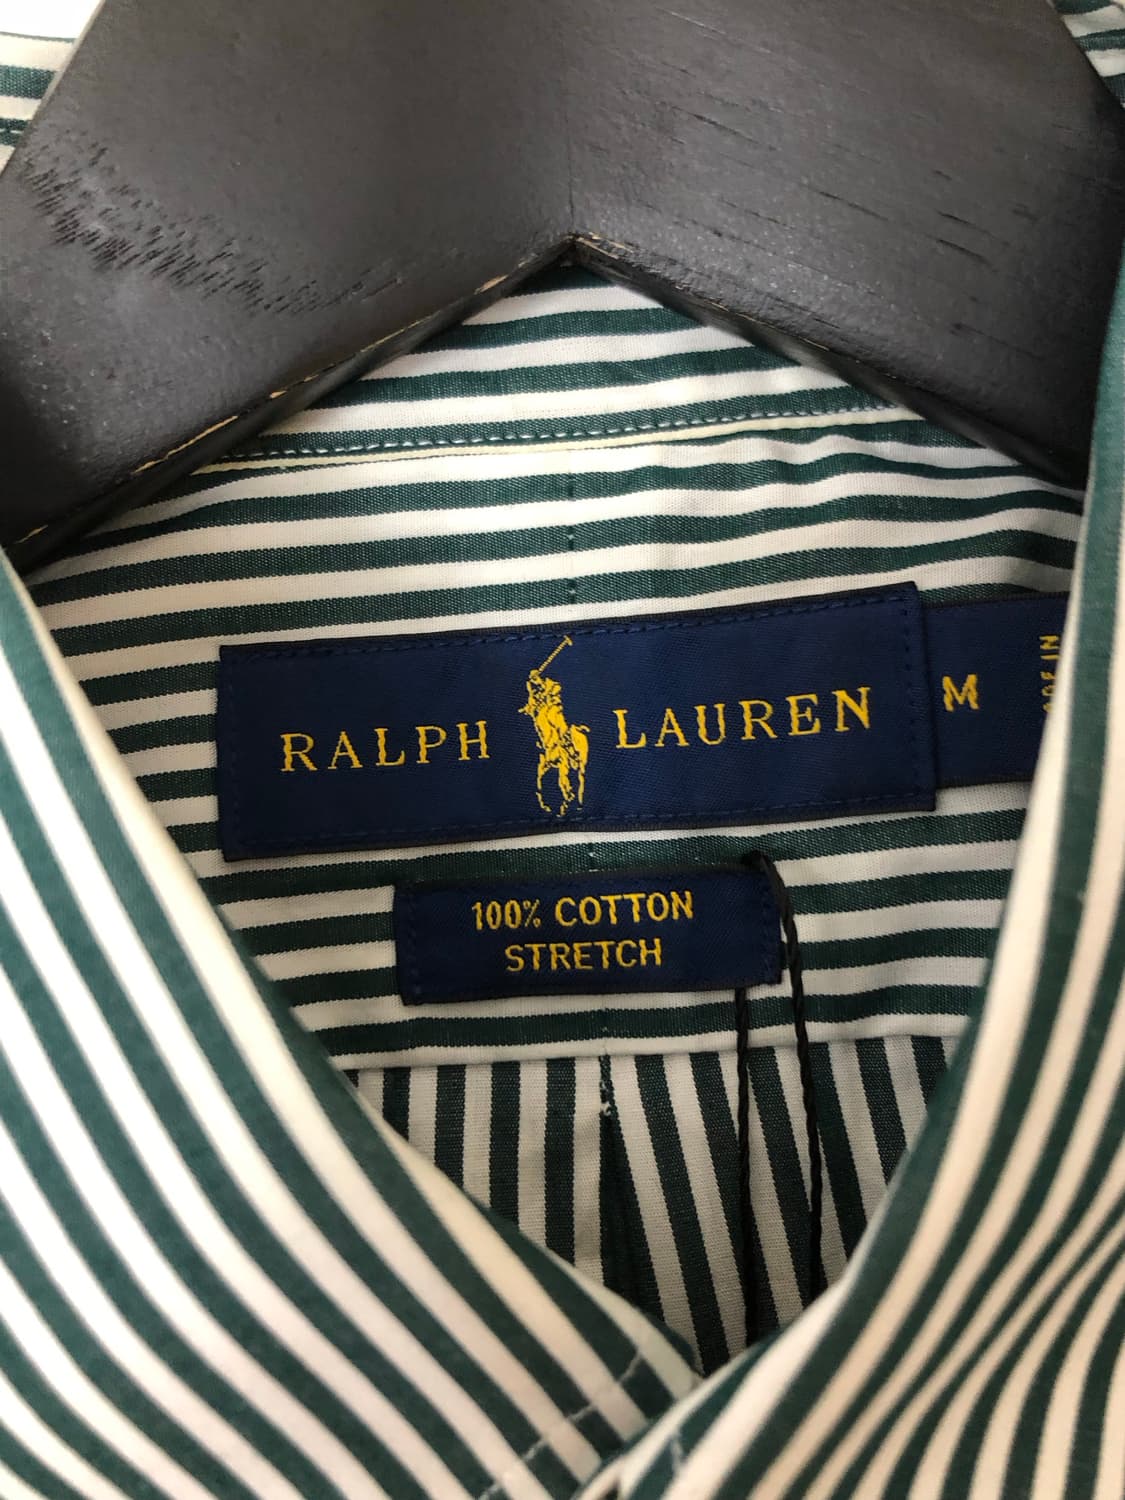 RALPH LAUREN
M
100% COTTON
STRETCH